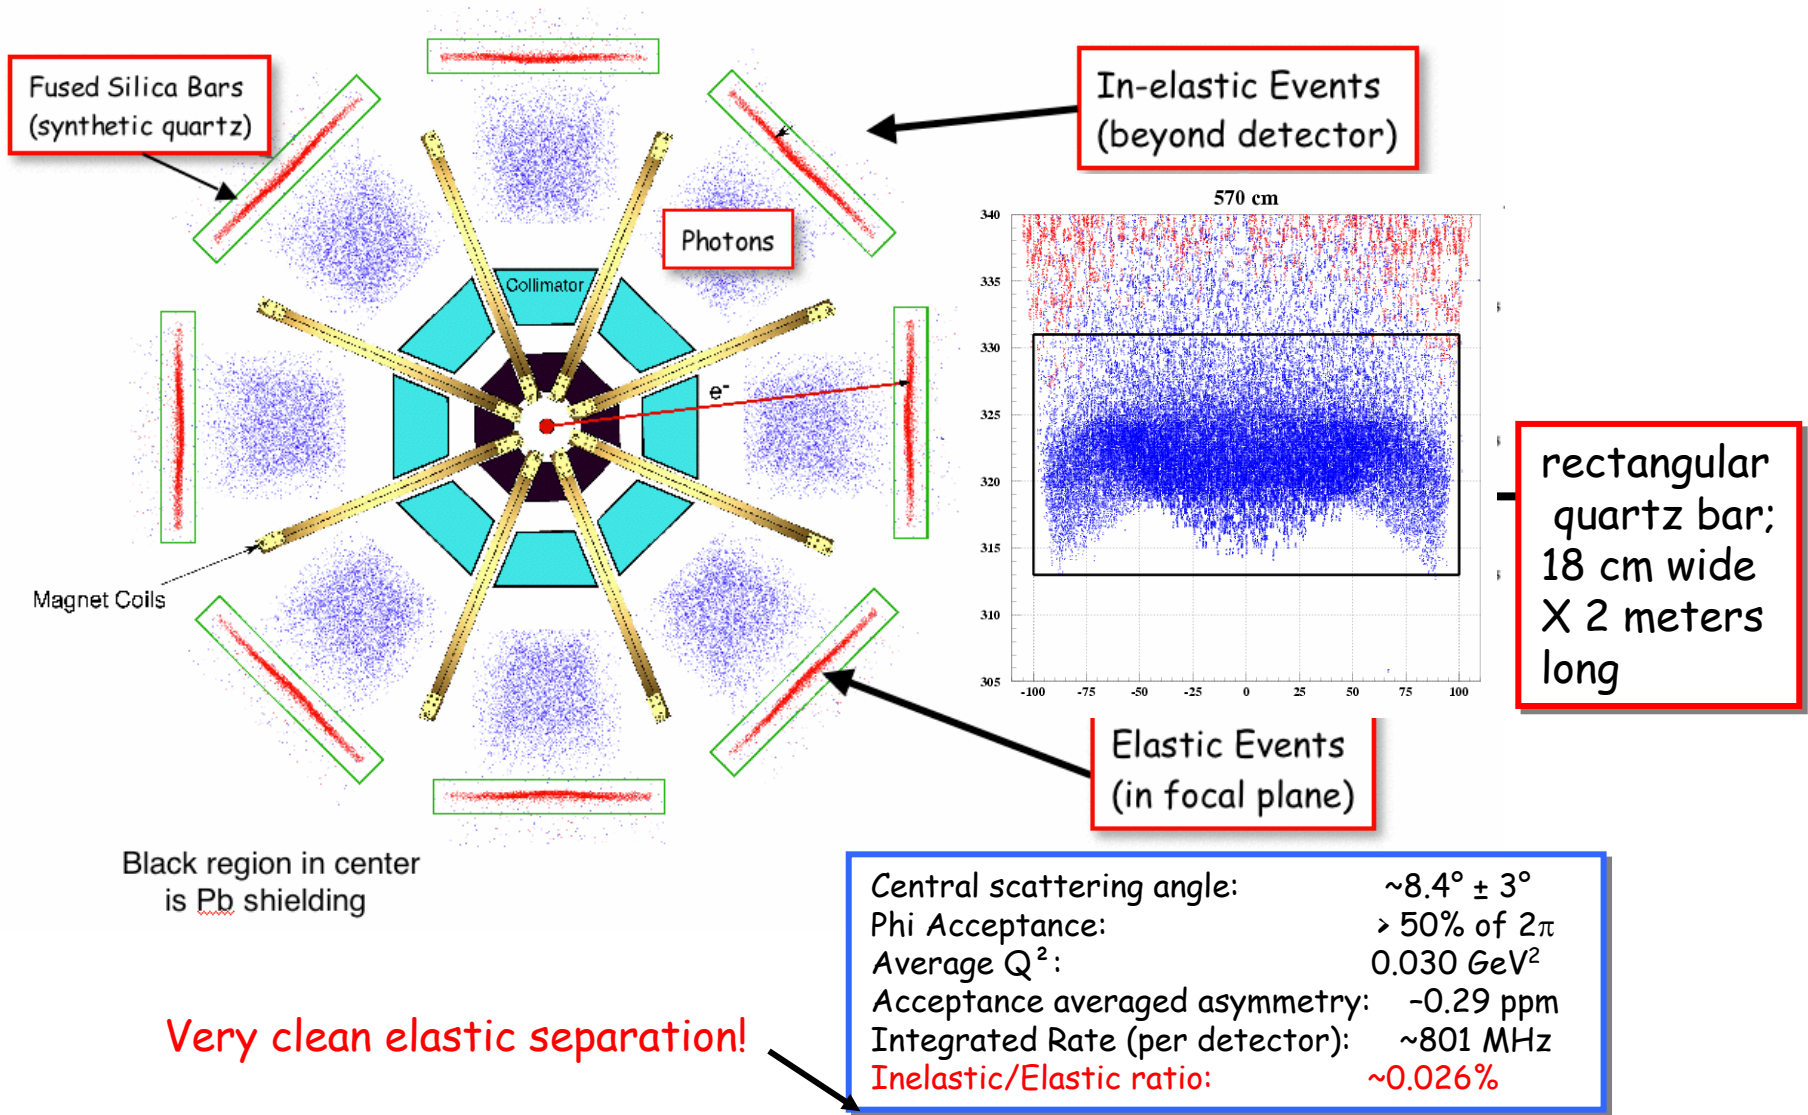 Fused Silica Bars
(synthetic quartz)
In-elastic Events
(beyond detector)
Photons
Collimator
e-
Magnet Coils
570 cm
340
335
330
325
320
315
310
305
-100 -75 -50 -25 0 25 50 75 100
rectangular
quartz bar;
18 cm wide
X 2 meters
long
Elastic Events
(in focal plane)
Black region in center
is Pb shielding
Very clean elastic separation!
Central scattering angle: ~8.4° ± 3°
Phi Acceptance: > 50% of 2π
Average Q²: 0.030 GeV²
Acceptance averaged asymmetry: –0.29 ppm
Integrated Rate (per detector): ~801 MHz
Inelastic/Elastic ratio: ~0.026%